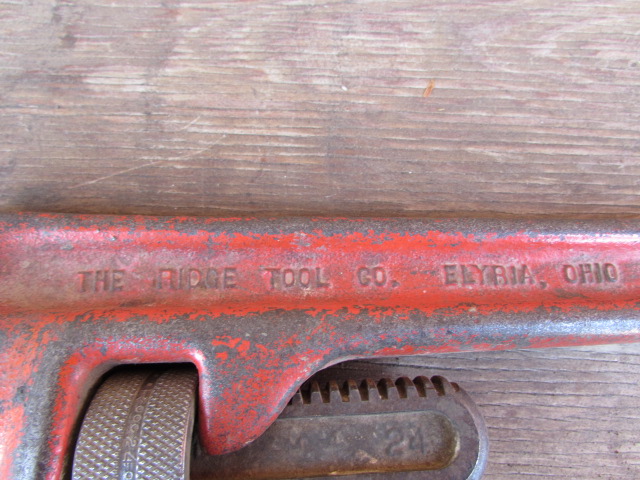 THE RIDGE TOOL CO. ELYRIA, OHIO
24